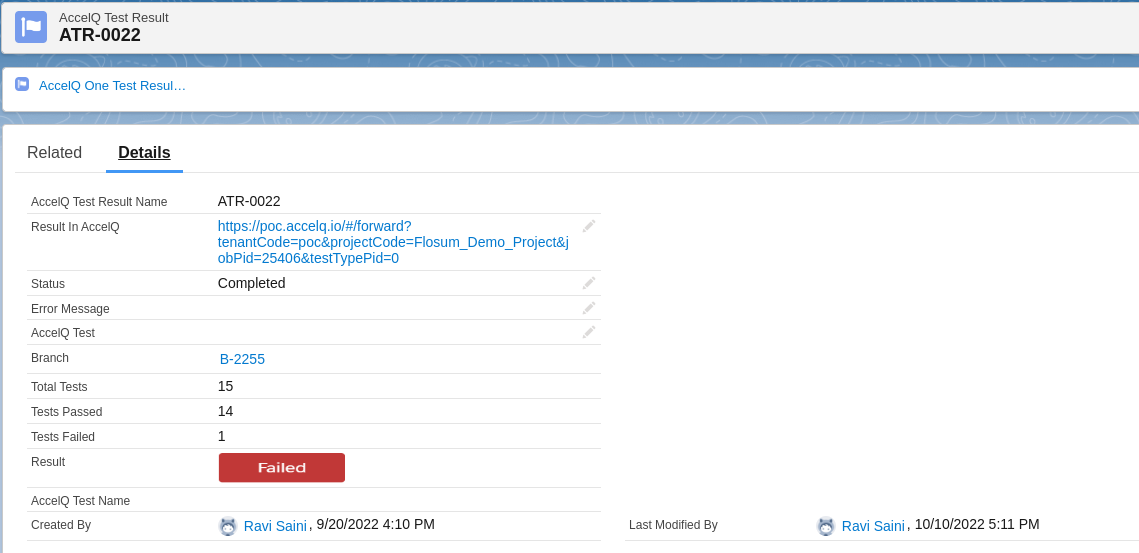 AccelQ Test Result
ATR-0022
AccelQ One Test Resul…
Related Details
AccelQ Test Result Name ATR-0022
Result In AccelQ https://poc.accelq.io/#/forward?
tenantCode=poc&projectCode=Flosum_Demo_Project&j
obPid=25406&testTypePid=0
Status Completed
Error Message
AccelQ Test
Branch B-2255
Total Tests 15
Tests Passed 14
Tests Failed 1
Result Failed
AccelQ Test Name
Created By Ravi Saini, 9/20/2022 4:10 PM Last Modified By Ravi Saini, 10/10/2022 5:11 PM